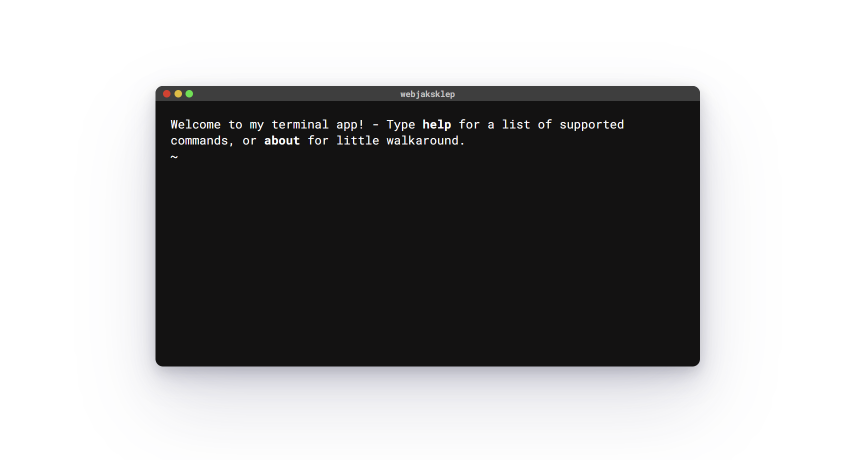 webjaksklep
Welcome to my terminal app! - Type help for a list of supported
commands, or about for little walkaround.
~